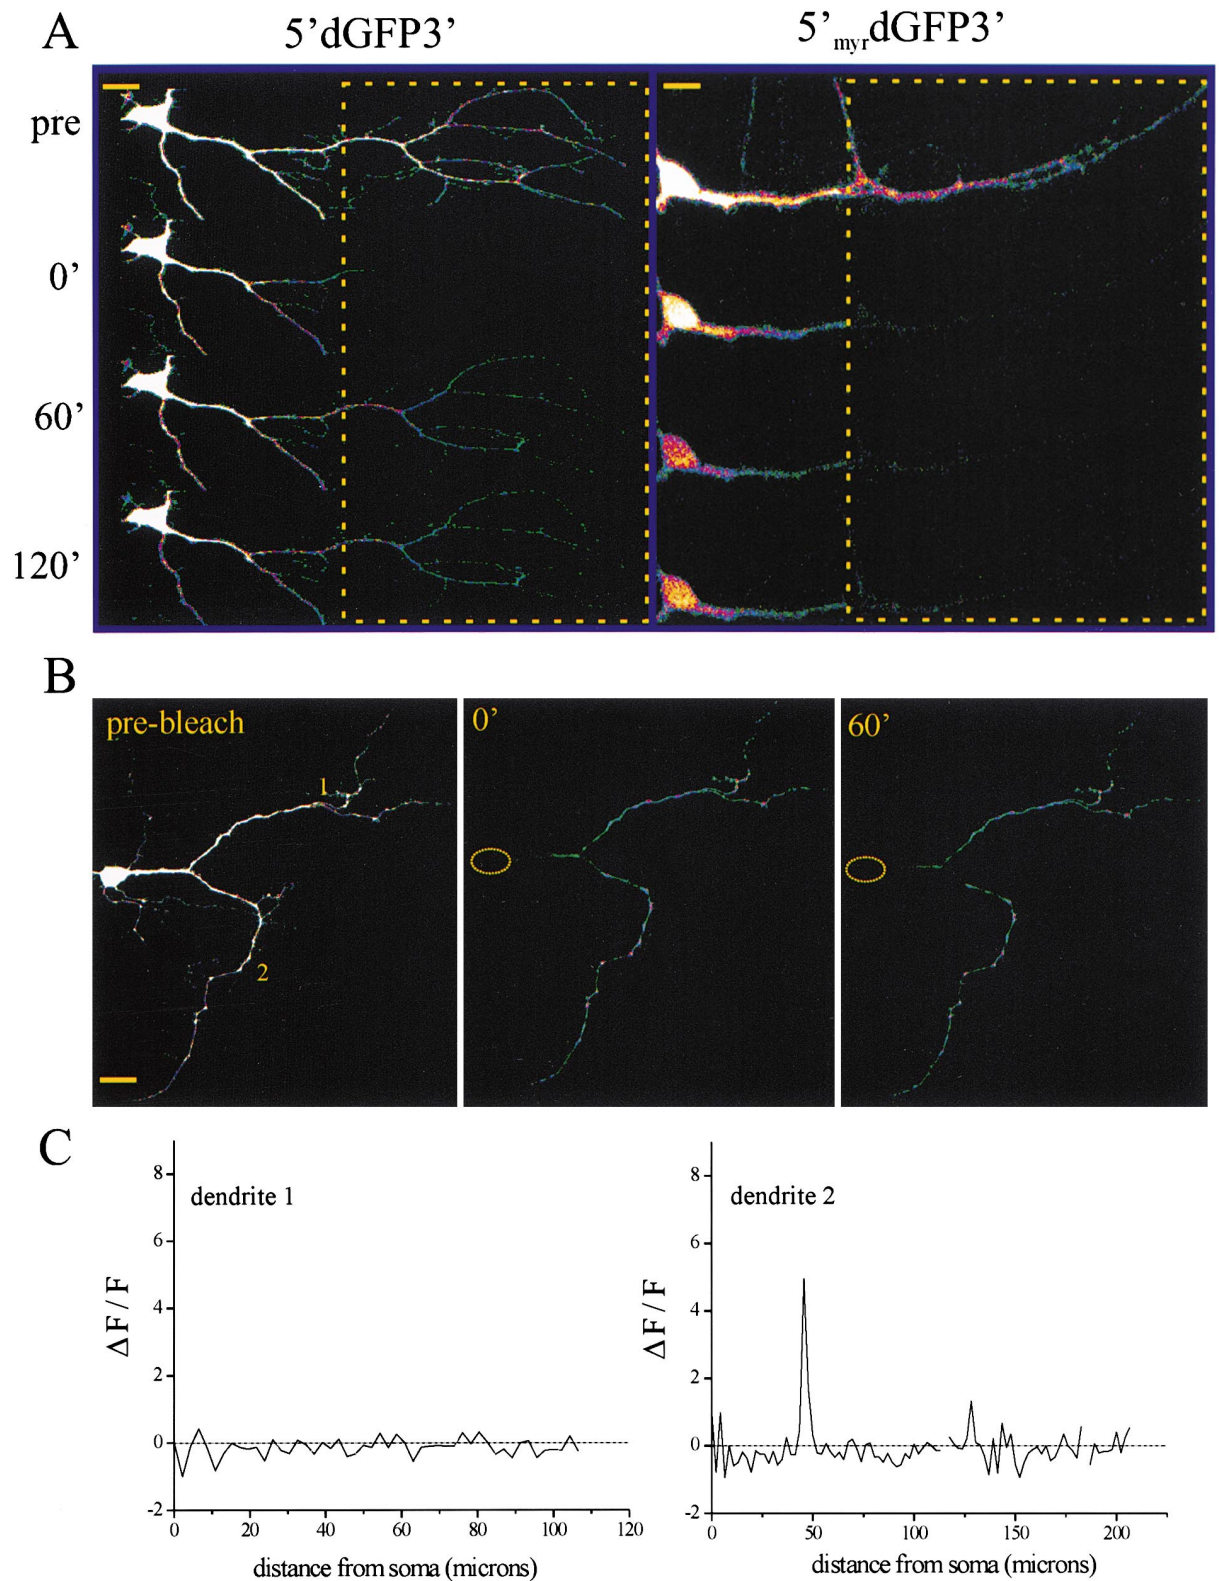 A
5'dGFP3'
5'myrdGFP3'
pre
0'
60'
120'
B
pre-bleach
1
2
0'
60'
C
dendrite 1
8
6
4
2
0
-2
ΔF / F
0 20 40 60 80 100 120
distance from soma (microns)
dendrite 2
8
6
4
2
0
-2
ΔF / F
0 50 100 150 200
distance from soma (microns)